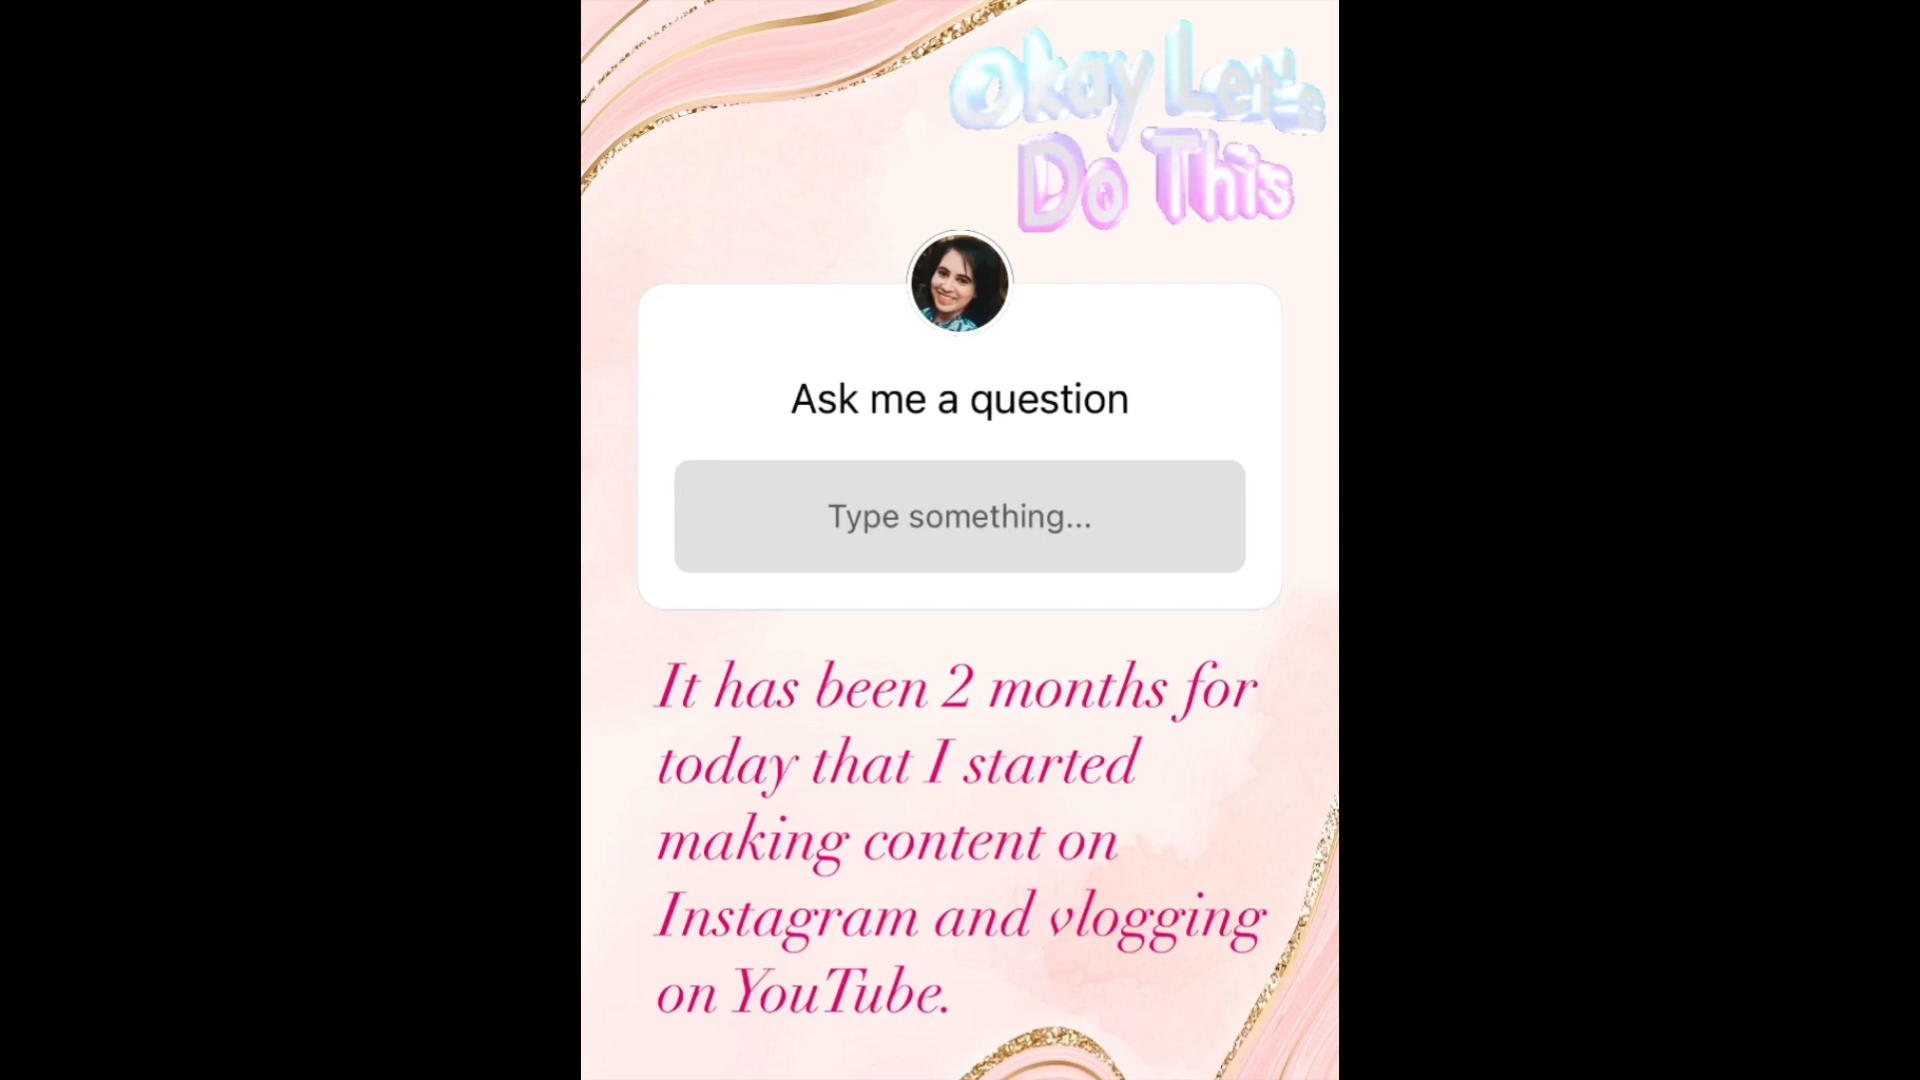 Okay Let's
Do This
Ask me a question
Type something...
It has been 2 months for
today that I started
making content on
Instagram and vlogging
on YouTube.